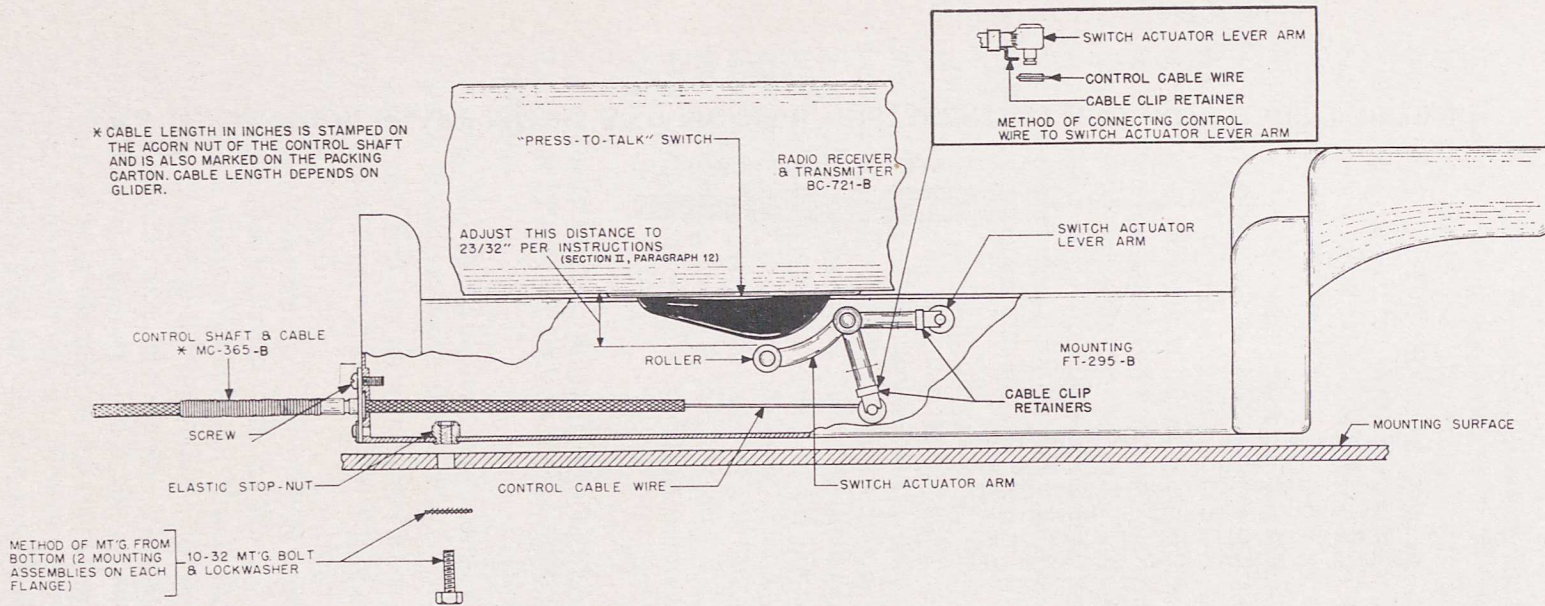 * CABLE LENGTH IN INCHES IS STAMPED ON
THE ACORN NUT OF THE CONTROL SHAFT
AND IS ALSO MARKED ON THE PACKING
CARTON. CABLE LENGTH DEPENDS ON
GLIDER.
"PRESS-TO-TALK" SWITCH
RADIO RECEIVER
& TRANSMITTER
BC-721-B
SWITCH ACTUATOR LEVER ARM
CONTROL CABLE WIRE
CABLE CLIP RETAINER
METHOD OF CONNECTING CONTROL
WIRE TO SWITCH ACTUATOR LEVER ARM
ADJUST THIS DISTANCE TO
23/32" PER INSTRUCTIONS
(SECTION II, PARAGRAPH 12)
SWITCH ACTUATOR
LEVER ARM
CONTROL SHAFT & CABLE
* MC-365-B
ROLLER
MOUNTING
FT-295-B
CABLE CLIP
RETAINERS
SCREW
MOUNTING SURFACE
ELASTIC STOP-NUT
CONTROL CABLE WIRE
SWITCH ACTUATOR ARM
METHOD OF MT'G. FROM
BOTTOM (2 MOUNTING
ASSEMBLIES ON EACH
FLANGE)
10-32 MT'G. BOLT
& LOCKWASHER